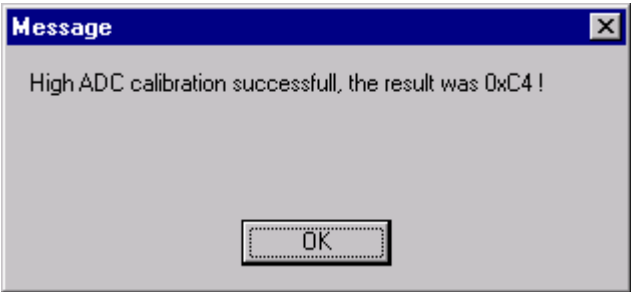 Message
High ADC calibration successfull, the result was 0xC4 !
OK